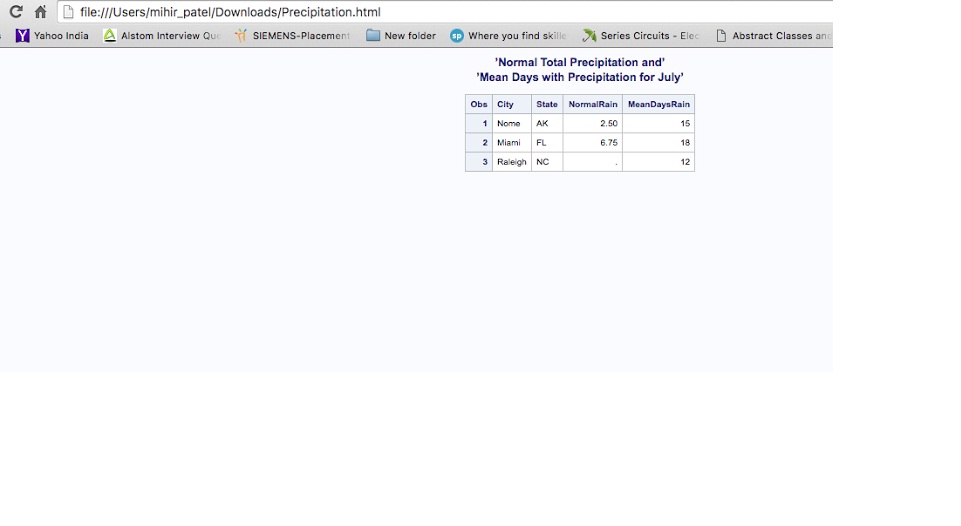 file:///Users/mihir_patel/Downloads/Precipitation.html
Yahoo India Alstom Interview Que SIEMENS-Placement New folder sp Where you find skille Series Circuits - Elec Abstract Classes and
'Normal Total Precipitation and'
'Mean Days with Precipitation for July'
Obs City State NormalRain MeanDaysRain
1 Nome AK 2.50 15
2 Miami FL 6.75 18
3 Raleigh NC . 12